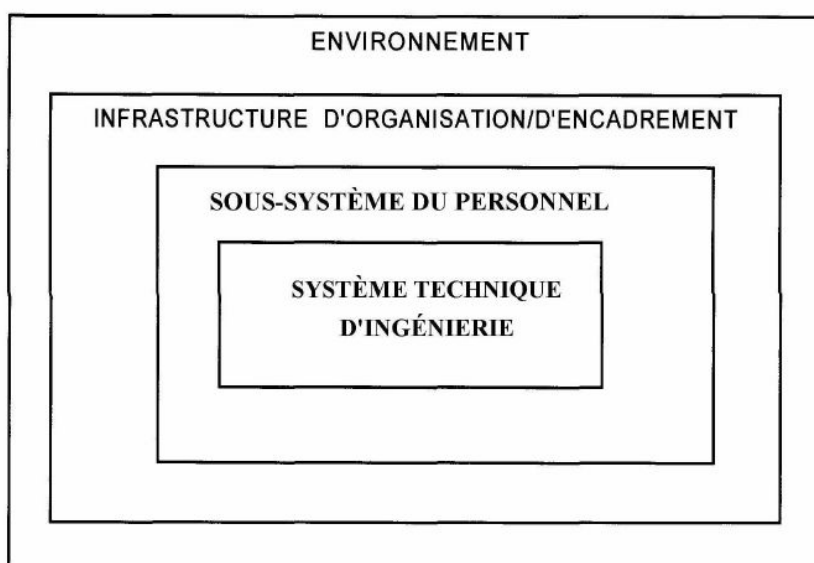 ENVIRONNEMENT
INFRASTRUCTURE D'ORGANISATION/D'ENCADREMENT
SOUS-SYSTÈME DU PERSONNEL
SYSTÈME TECHNIQUE
D'INGÉNIERIE